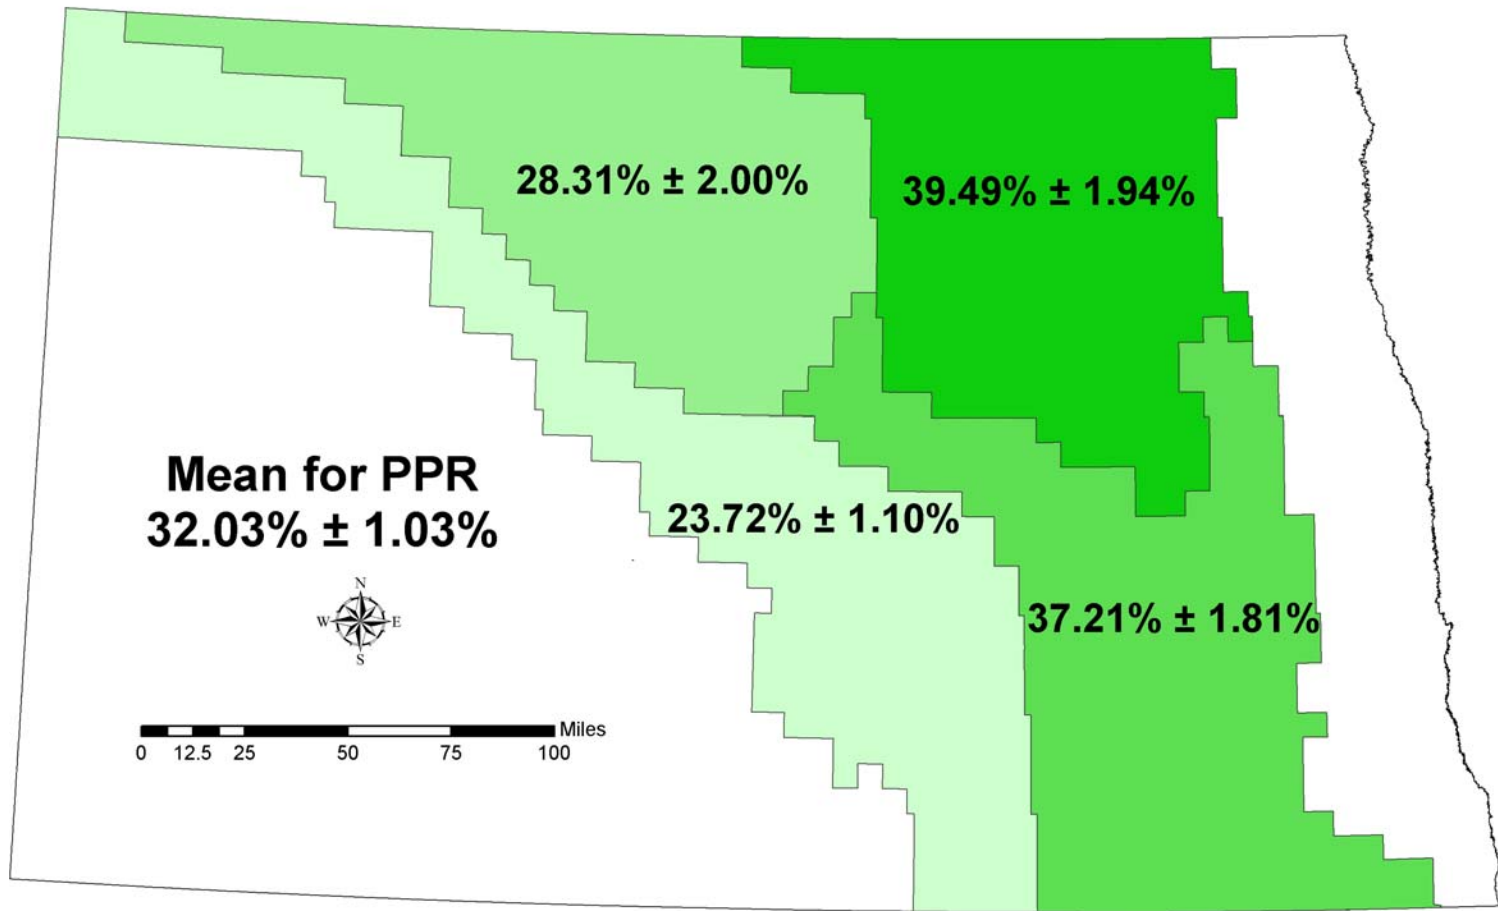 28.31% ± 2.00%
39.49% ± 1.94%
Mean for PPR
32.03% ± 1.03%
23.72% ± 1.10%
N
W E
S
37.21% ± 1.81%
Miles
0 12.5 25 50 75 100